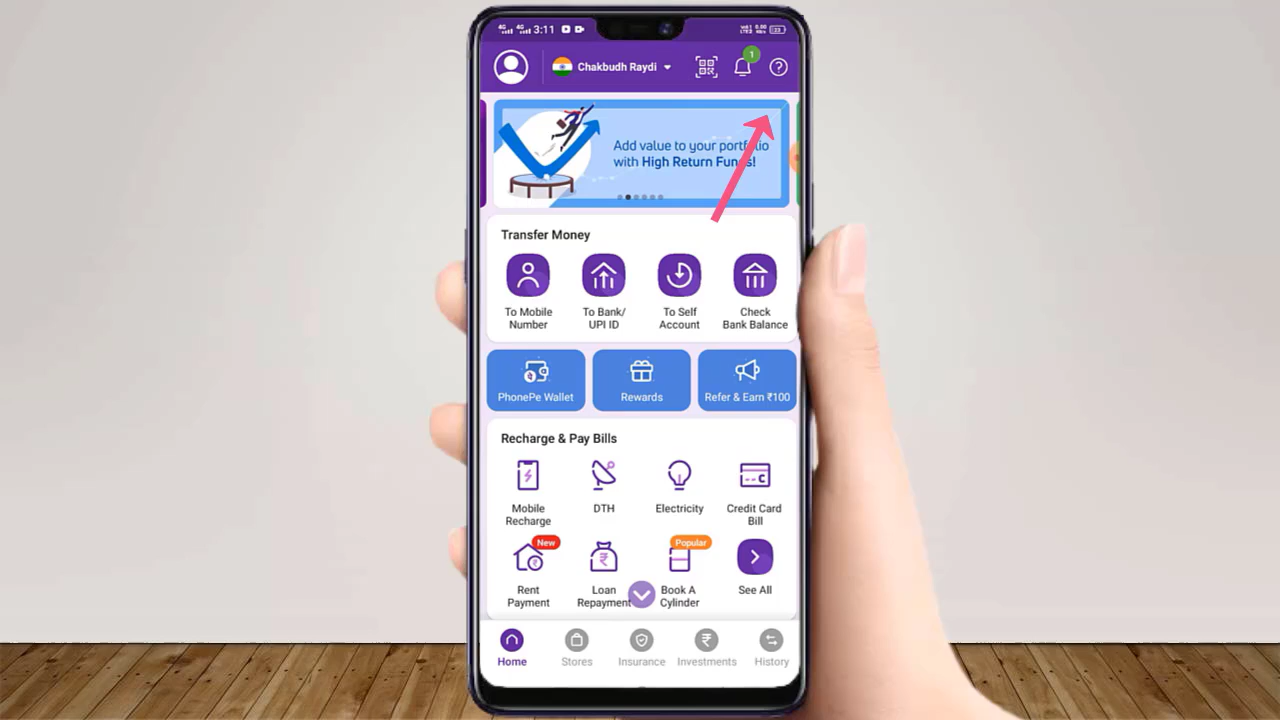 3:11
Chakbudh Raydi
1
Add value to your portfolio
with High Return Funds!
Transfer Money
To Mobile
Number
To Bank/
UPI ID
To Self
Account
Check
Bank Balance
PhonePe Wallet
Rewards
Refer & Earn ₹100
Recharge & Pay Bills
Mobile
Recharge
DTH
Electricity
Credit Card
Bill
New
Rent
Payment
Loan
Repayment
Popular
Book A
Cylinder
See All
Home
Stores
Insurance
Investments
History